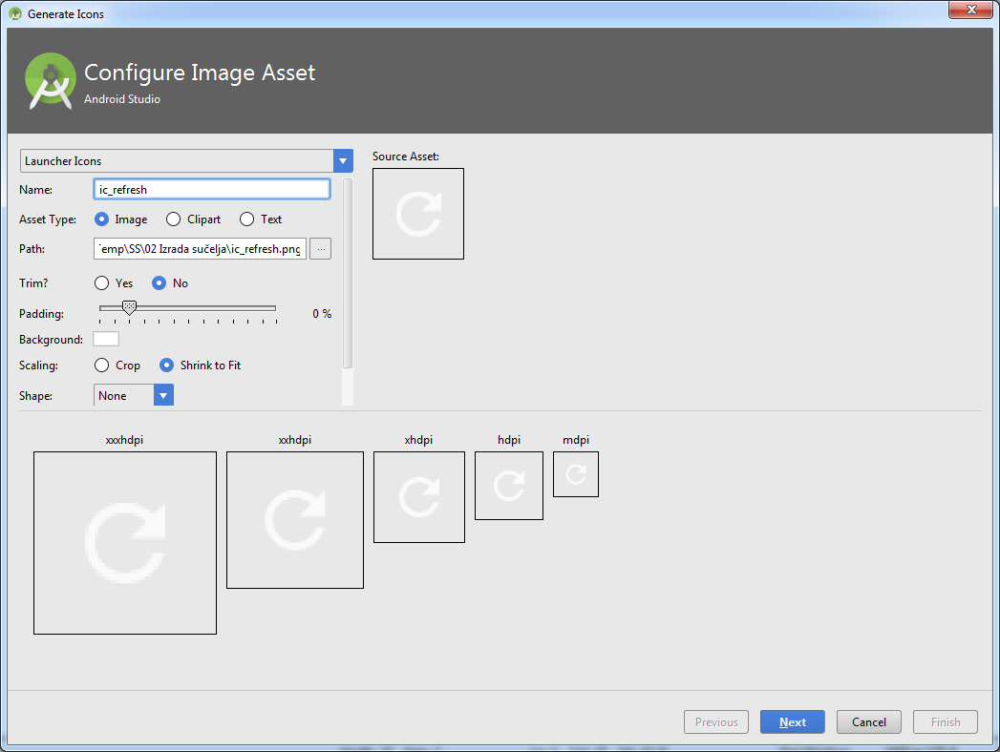 Generate Icons
Configure Image Asset
Android Studio
Launcher Icons
Source Asset:
Name: ic_refresh
Asset Type: Image Clipart Text
Path: Temp\SS\02 Izrada sučelja\ic_refresh.png ...
Trim? Yes No
Padding: 0 %
Background:
Scaling: Crop Shrink to Fit
Shape: None
xxxhdpi xxhdpi xhdpi hdpi mdpi
Previous Next Cancel Finish